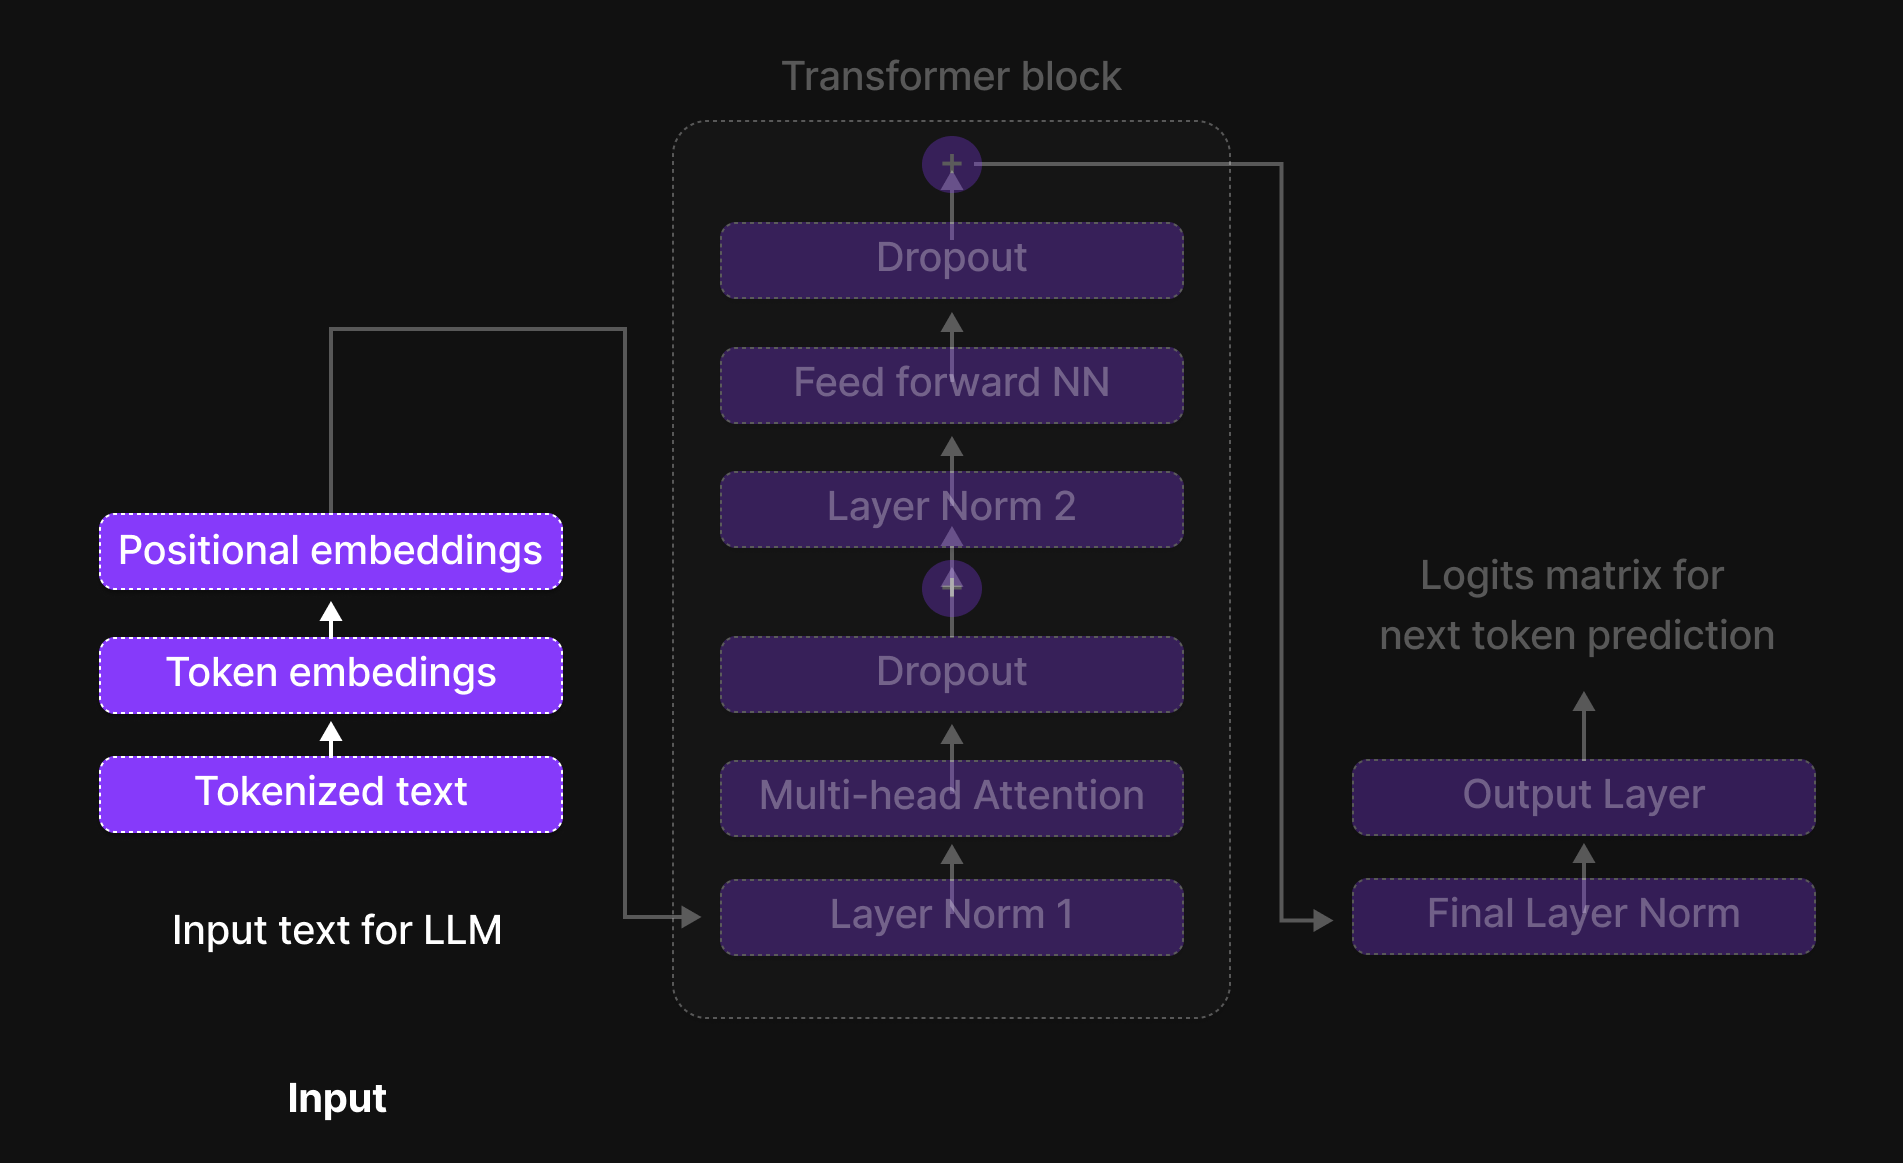 Transformer block
+
Dropout
Feed forward NN
Layer Norm 2
+
Dropout
Multi-head Attention
Layer Norm 1
Positional embeddings
Token embedings
Tokenized text
Input text for LLM
Input
Logits matrix for
next token prediction
Output Layer
Final Layer Norm